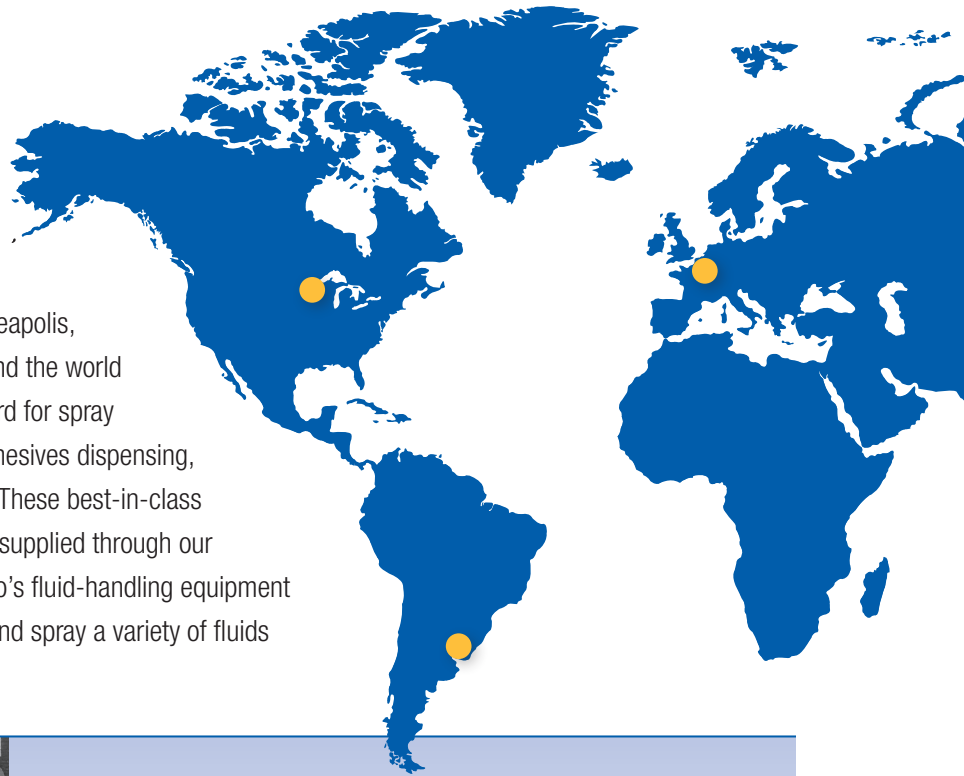 eapolis,
nd the world
rd for spray
nesives dispensing,
These best-in-class
supplied through our
o’s fluid-handling equipment
nd spray a variety of fluids